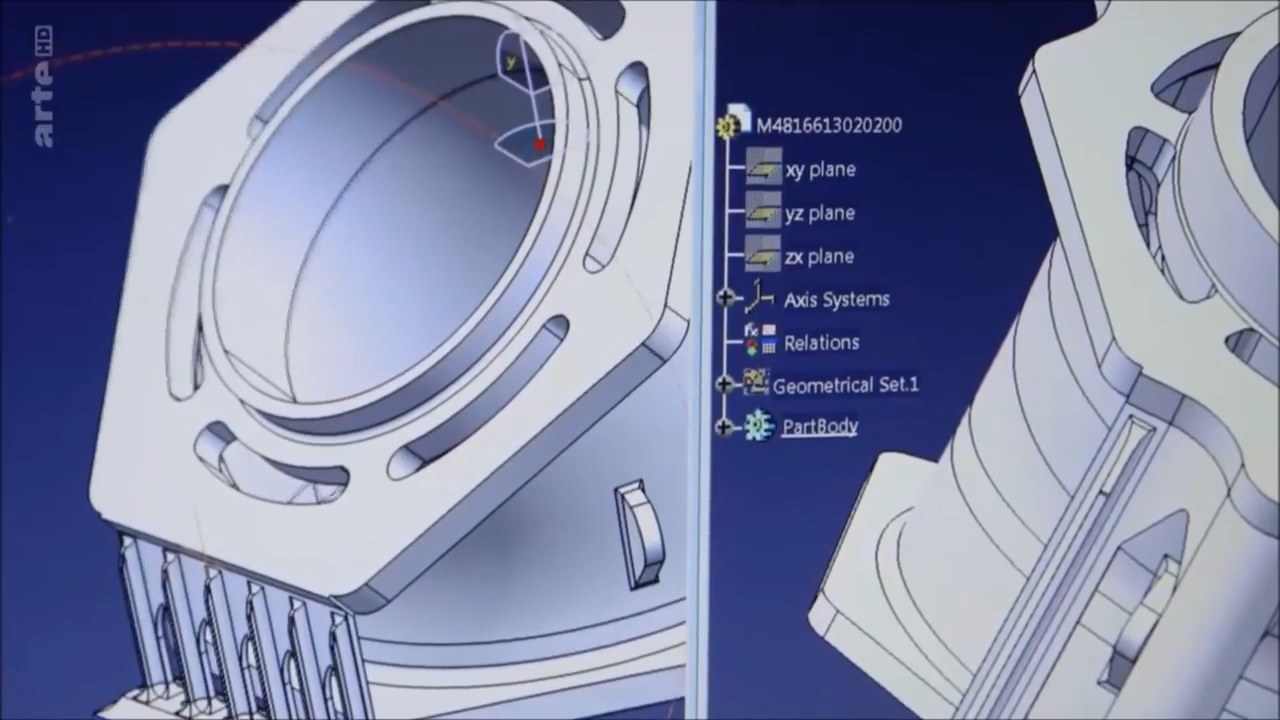 arte HD
y
M4816613020200
xy plane
yz plane
zx plane
Axis Systems
Relations
Geometrical Set.1
PartBody